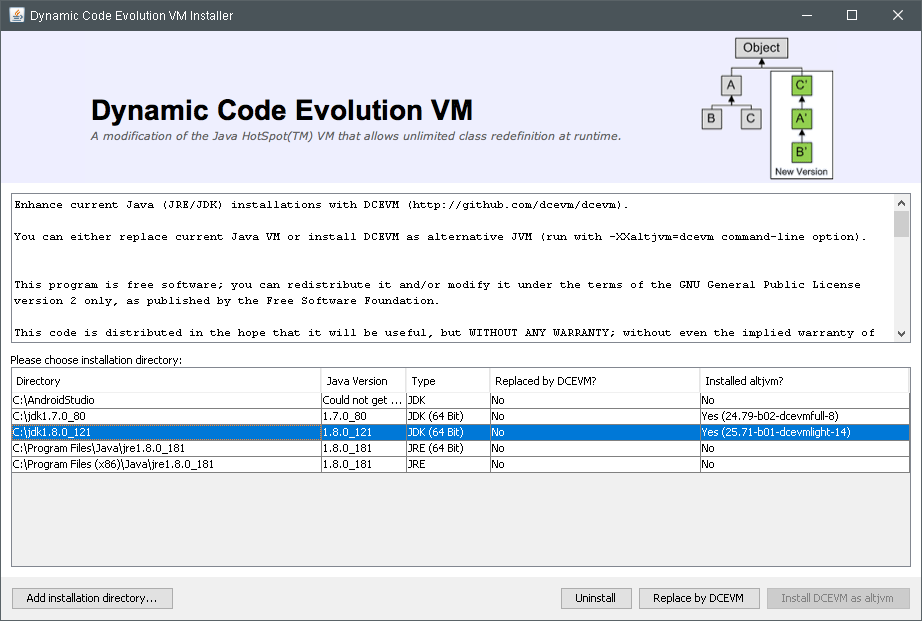 Dynamic Code Evolution VM Installer
Object
A
C'
B
C
A'
B'
New Version
Dynamic Code Evolution VM
A modification of the Java HotSpot(TM) VM that allows unlimited class redefinition at runtime.
Enhance current Java (JRE/JDK) installations with DCEVM (http://github.com/dcevm/dcevm).
You can either replace current Java VM or install DCEVM as alternative JVM (run with -XXaltjvm=dcevm command-line option).
This program is free software; you can redistribute it and/or modify it under the terms of the GNU General Public License
version 2 only, as published by the Free Software Foundation.
This code is distributed in the hope that it will be useful, but WITHOUT ANY WARRANTY; without even the implied warranty of
Please choose installation directory:
Directory Java Version Type Replaced by DCEVM? Installed altjvm?
C:\AndroidStudio Could not get ... JDK No No
C:\jdk1.7.0_80 1.7.0_80 JDK (64 Bit) No Yes (24.79-b02-dcevmfull-8)
C:\jdk1.8.0_121 1.8.0_121 JDK (64 Bit) No Yes (25.71-b01-dcevmlight-14)
C:\Program Files\Java\jre1.8.0_181 1.8.0_181 JRE (64 Bit) No No
C:\Program Files (x86)\Java\jre1.8.0_181 1.8.0_181 JRE No No
Add installation directory... Uninstall Replace by DCEVM Install DCEVM as altjvm